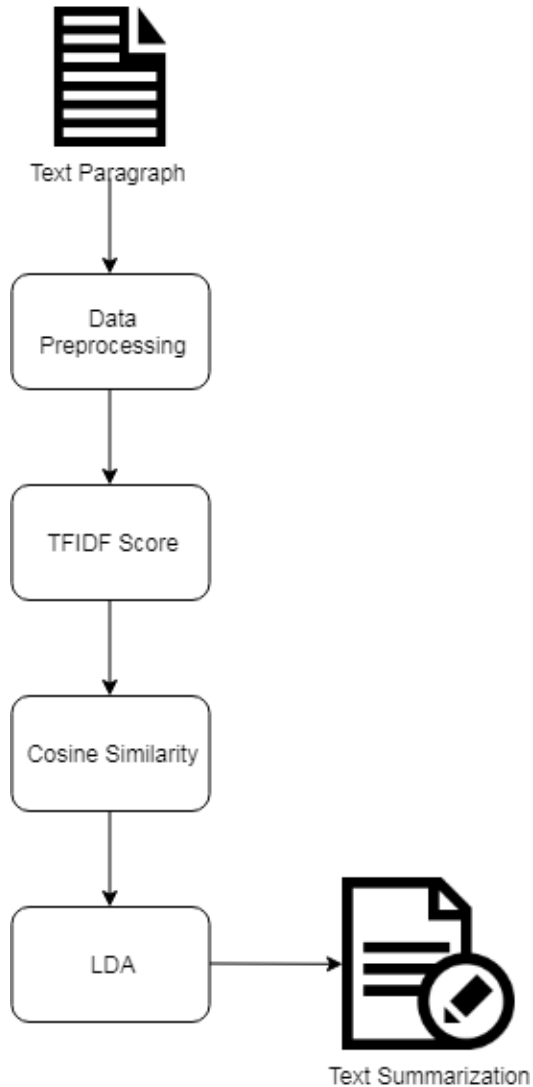 Text Paragraph
Data
Preprocessing
TFIDF Score
Cosine Similarity
LDA
Text Summarization